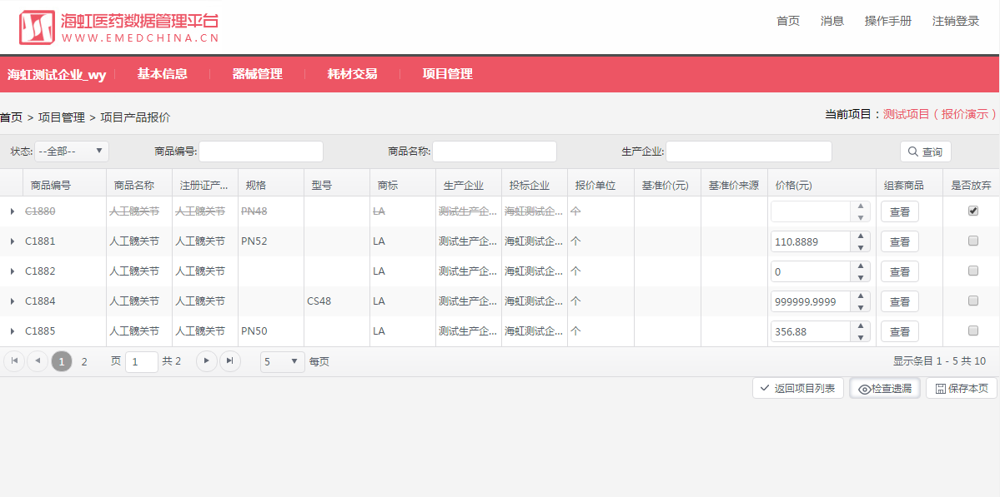 海虹医药数据管理平台
WWW.EMEDCHINA.CN
首页 消息 操作手册 注销登录
海虹测试企业_wy 基本信息 器械管理 耗材交易 项目管理
首页 > 项目管理 > 项目产品报价
当前项目：测试项目（报价演示）
状态: --全部-- 商品编号: 商品名称: 生产企业: 查询
商品编号 商品名称 注册证产... 规格 型号 商标 生产企业 投标企业 报价单位 基准价(元) 基准价来源 价格(元) 组套商品 是否放弃
C1880 人工髋关节 人工髋关节 PN48 LA 测试生产企... 海虹测试企... 个 查看
C1881 人工髋关节 人工髋关节 PN52 LA 测试生产企... 海虹测试企... 个 110.8889 查看
C1882 人工髋关节 人工髋关节 LA 测试生产企... 海虹测试企... 个 0 查看
C1884 人工髋关节 人工髋关节 CS48 LA 测试生产企... 海虹测试企... 个 999999.9999 查看
C1885 人工髋关节 人工髋关节 PN50 LA 测试生产企... 海虹测试企... 个 356.88 查看
1 2 页 1 共 2 5 每页 显示条目 1 - 5 共 10
返回项目列表 检查遗漏 保存本页